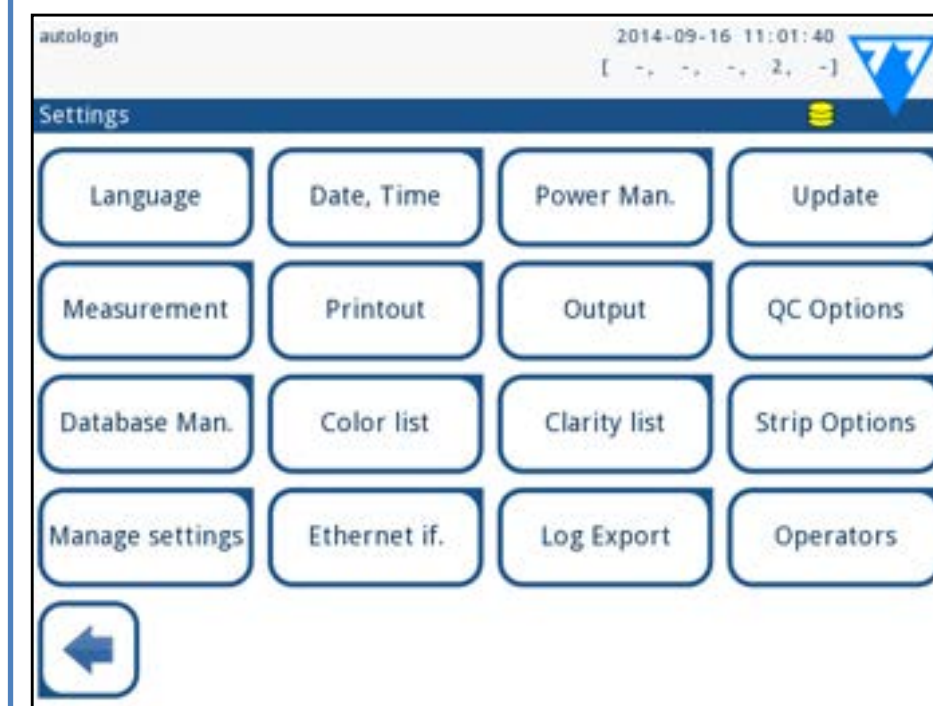 autologin 2014-09-16 11:01:40
[ -, -, -, 2, -]
Settings
Language Date, Time Power Man. Update
Measurement Printout Output QC Options
Database Man. Color list Clarity list Strip Options
Manage settings Ethernet if. Log Export Operators